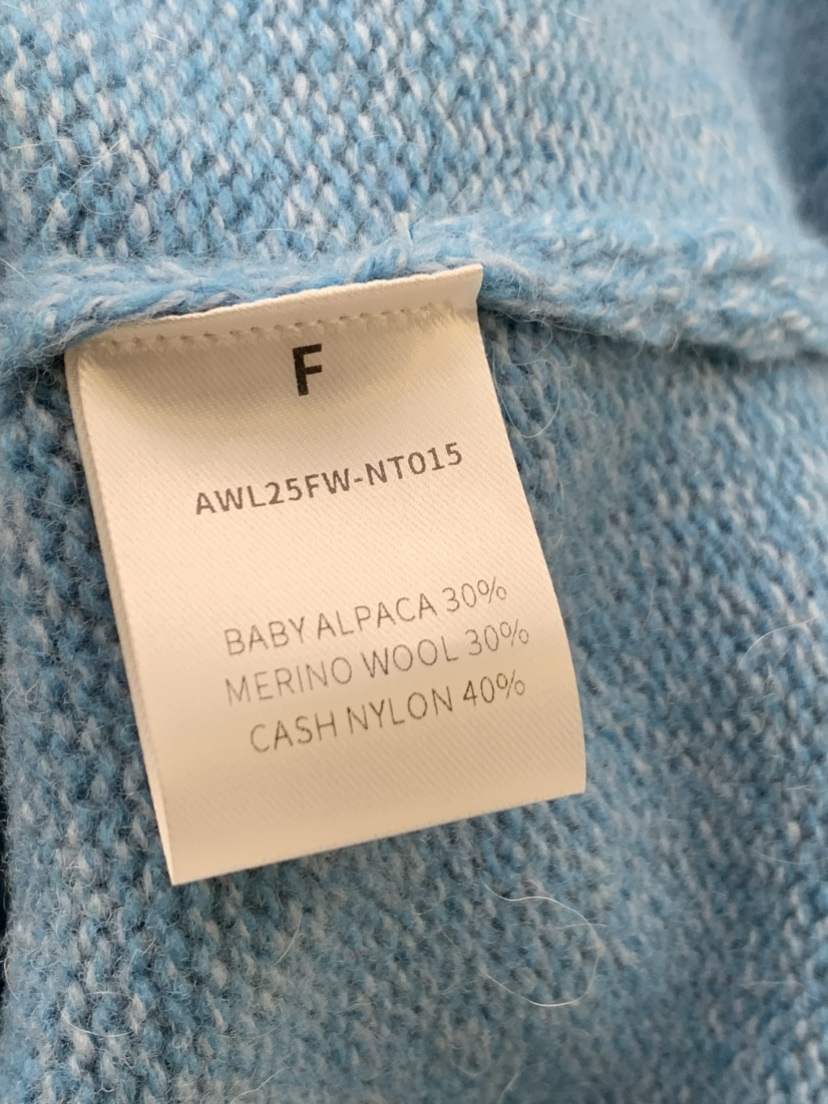 F
AWL25FW-NT015
BABY ALPACA 30%
MERINO WOOL 30%
CASH NYLON 40%